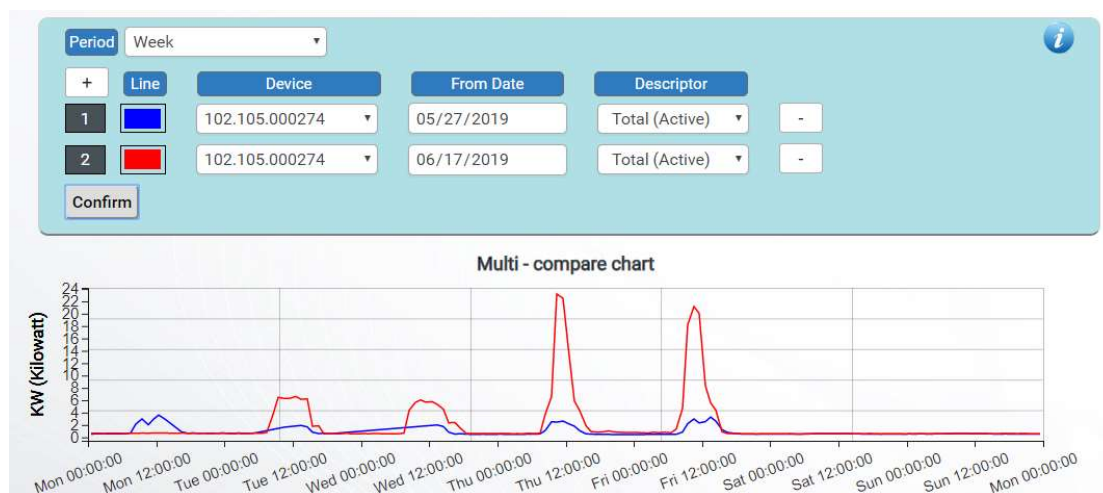 Period Week
i
+ Line Device From Date Descriptor
1 102.105.000274 05/27/2019 Total (Active) -
2 102.105.000274 06/17/2019 Total (Active) -
Confirm
Multi - compare chart
KW (Kilowatt)
24
22
20
18
16
14
12
10
8
6
4
2
0
Mon 00:00:00 Mon 12:00:00 Tue 00:00:00 Tue 12:00:00 Wed 00:00:00 Wed 12:00:00 Thu 00:00:00 Thu 12:00:00 Fri 00:00:00 Fri 12:00:00 Sat 00:00:00 Sat 12:00:00 Sun 00:00:00 Sun 12:00:00 Mon 00:00:00